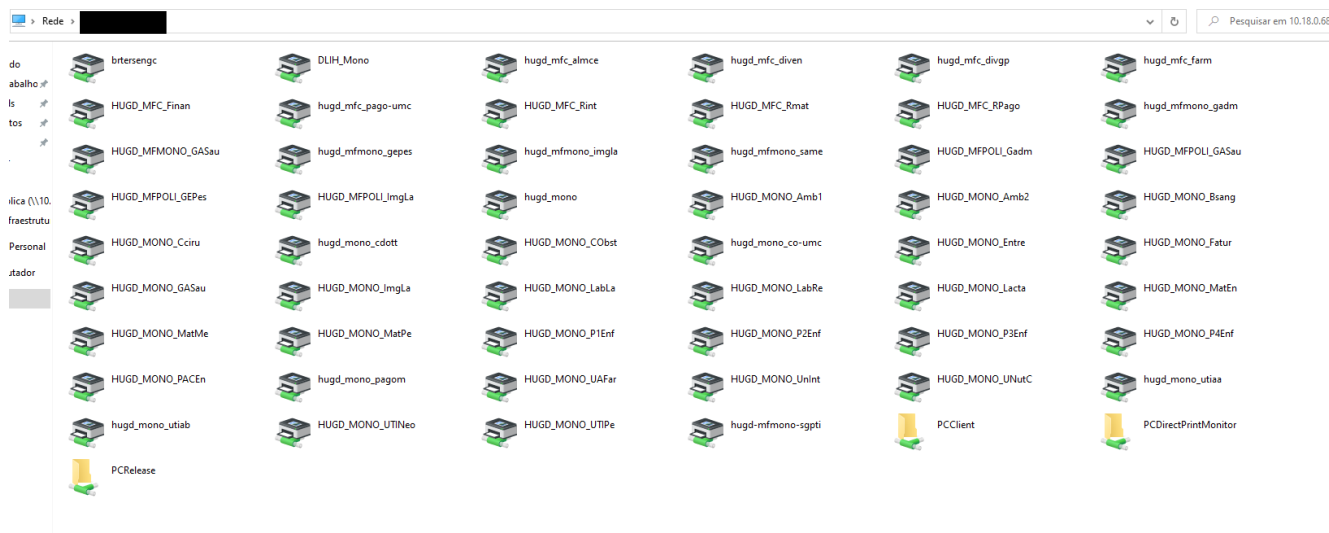 Rede
Pesquisar em 10.18.0.68
do
abalho
ls
tos
ılica (\\10.
fraestrutu
Personal
utador
brtersengc DLIH_Mono hugd_mfc_almce hugd_mfc_diven hugd_mfc_divgp hugd_mfc_farm
HUGD_MFC_Finan hugd_mfc_pago-umc HUGD_MFC_Rint HUGD_MFC_Rmat HUGD_MFC_RPago hugd_mfmono_gadm
HUGD_MFMONO_GASau hugd_mfmono_gepes hugd_mfmono_imgla hugd_mfmono_same HUGD_MFPOLI_Gadm HUGD_MFPOLI_GASau
HUGD_MFPOLI_GEPes HUGD_MFPOLI_ImgLa hugd_mono HUGD_MONO_Amb1 HUGD_MONO_Amb2 HUGD_MONO_Bsang
HUGD_MONO_Cciru hugd_mono_cdott HUGD_MONO_CObst hugd_mono_co-umc HUGD_MONO_Entre HUGD_MONO_Fatur
HUGD_MONO_GASau HUGD_MONO_ImgLa HUGD_MONO_LabLa HUGD_MONO_LabRe HUGD_MONO_Lacta HUGD_MONO_MatEn
HUGD_MONO_MatMe HUGD_MONO_MatPe HUGD_MONO_P1Enf HUGD_MONO_P2Enf HUGD_MONO_P3Enf HUGD_MONO_P4Enf
HUGD_MONO_PACEn hugd_mono_pagom HUGD_MONO_UAFar HUGD_MONO_UnInt HUGD_MONO_UNutC hugd_mono_utiaa
hugd_mono_utiab HUGD_MONO_UTINeo HUGD_MONO_UTIPe hugd-mfmono-sgpti PCClient PCDirectPrintMonitor
PCRelease